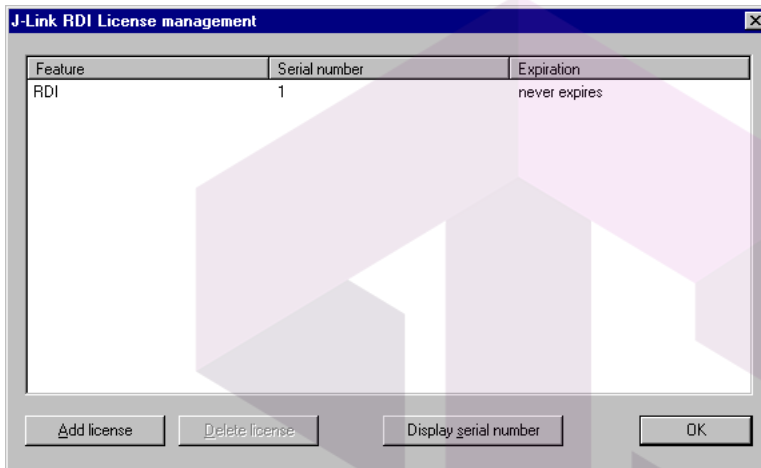 J-Link RDI License management
Feature Serial number Expiration
RDI 1 never expires
Add license Delete license Display serial number OK